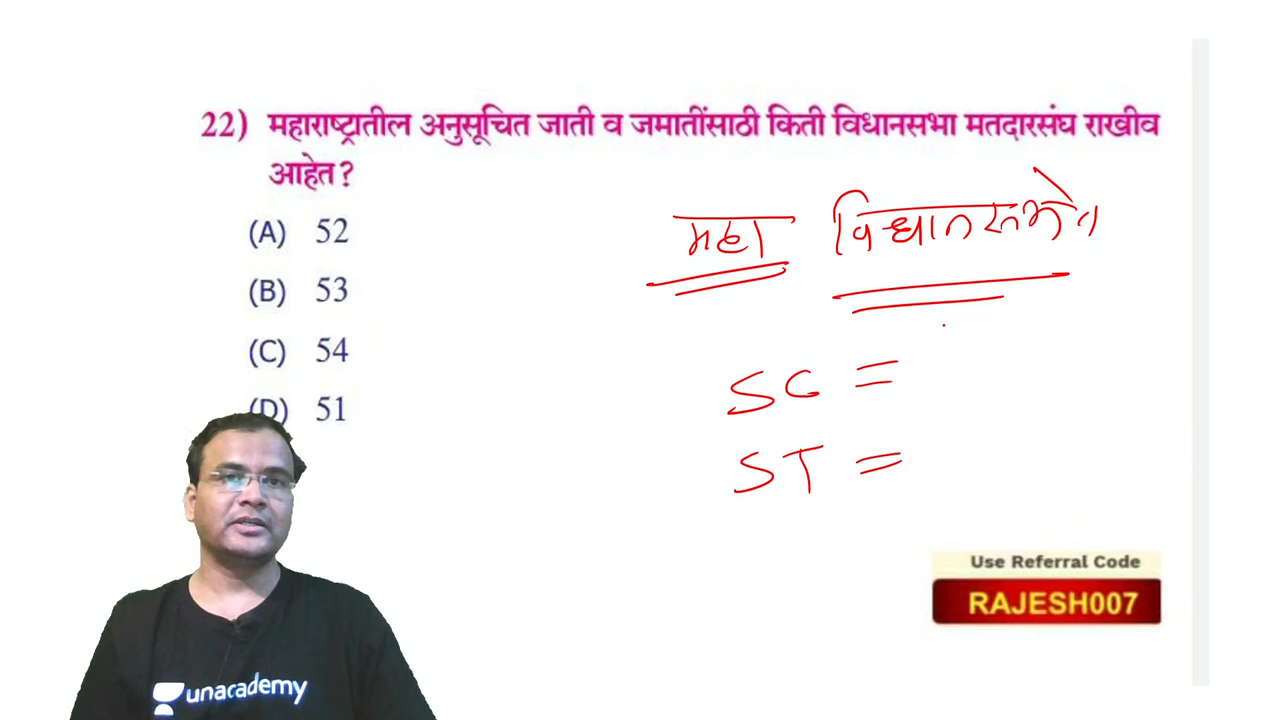 22) महाराष्ट्रातील अनुसूचित जाती व जमातींसाठी किती विधानसभा मतदारसंघ राखीव
आहेत?
(A) 52
(B) 53
(C) 54
(D) 51
महा विधानसभेत
SC =
ST =
Use Referral Code
RAJESH007
unacademy